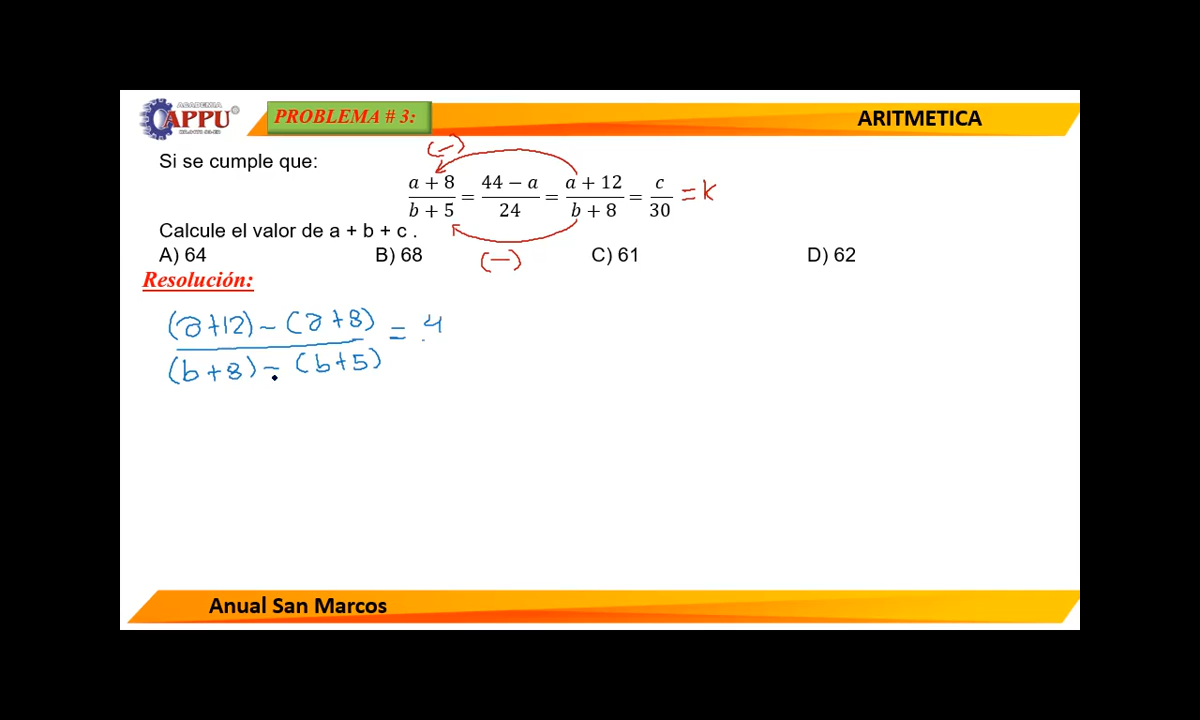 ACADEMIA
APPU
PROBLEMA # 3:
ARITMETICA
Si se cumple que:
(−)
a + 8 / b + 5 = 44 − a / 24 = a + 12 / b + 8 = c / 30 = K
Calcule el valor de a + b + c .
(−)
A) 64 B) 68 C) 61 D) 62
Resolución:
(a+12) − (a+8) / (b+8) − (b+5) = 4
Anual San Marcos